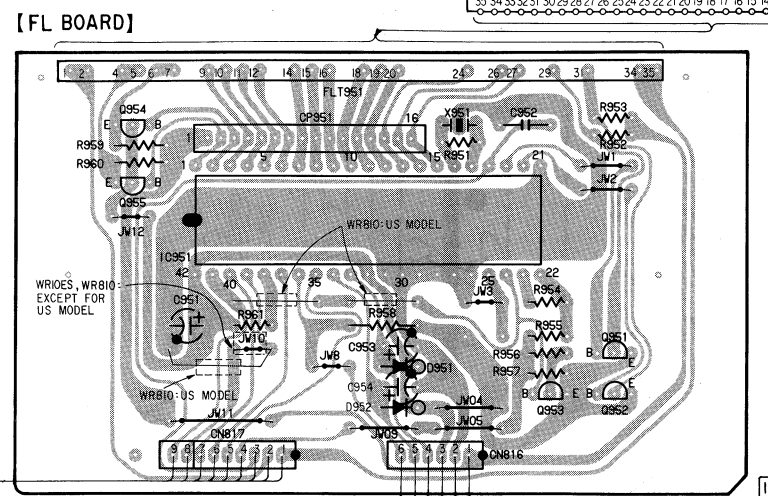 35 34 33 32 31 30 29 28 27 26 25 24 23 22 21 20 19 18 17 16 15 14
[FL BOARD]
1 2 4 5 6 7 9 10 11 12 14 15 16 18 19 20 24 26 27 29 31 34 35
FLT951
Q954 CP951 16 X951 C952 R953
E B 1
R959 R952
R960 1 5 10 15 R951 21 JW1
E B JW2
Q955
JW12 WR810:US MODEL
IC951
42 40 35 30 25 22
WR10ES, WR810:
EXCEPT FOR
US MODEL
C951 JW3 R954
R961 R958
JW10 C953 R955 Q951
JW8 D951 R956 B E
C954 R957 E
WR810:US MODEL D952 JW04 B E B
JW11 JW05 Q953 Q952
CN817 JW09
9 8 7 6 5 4 3 2 1 6 5 4 3 2 1 CN816